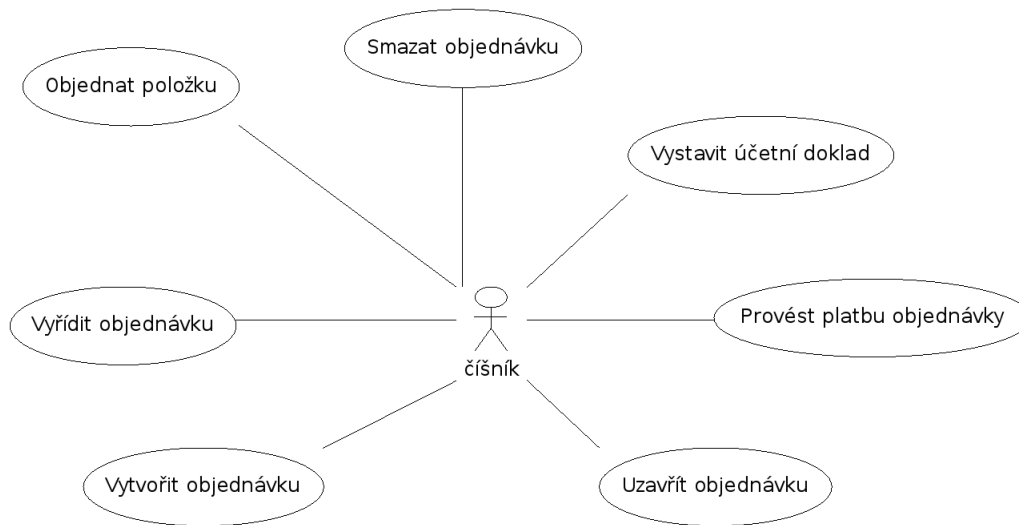 Smazat objednávku
Objednat položku
Vystavit účetní doklad
Vyřídit objednávku
Provést platbu objednávky
číšník
Vytvořit objednávku
Uzavřít objednávku